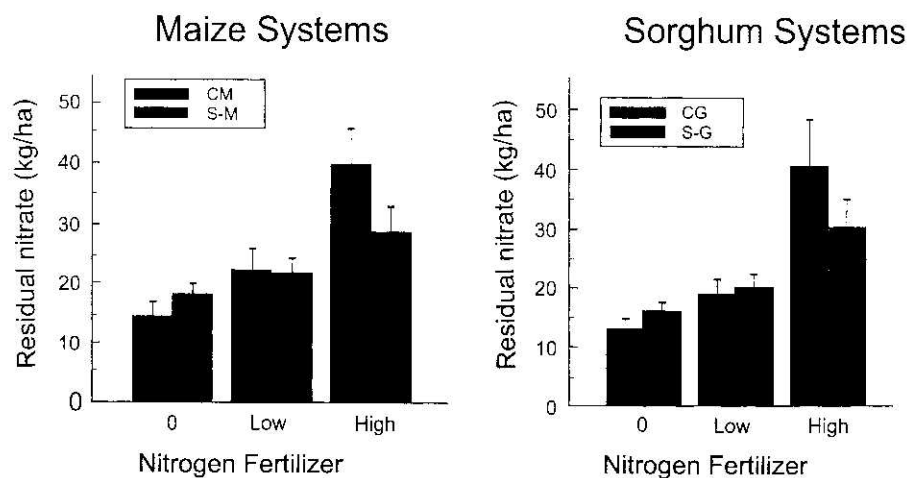 Maize Systems
Residual nitrate (kg/ha)
50
40
30
20
10
0
CM
S-M
0 Low High
Nitrogen Fertilizer
Sorghum Systems
Residual nitrate (kg/ha)
50
40
30
20
10
0
CG
S-G
0 Low High
Nitrogen Fertilizer